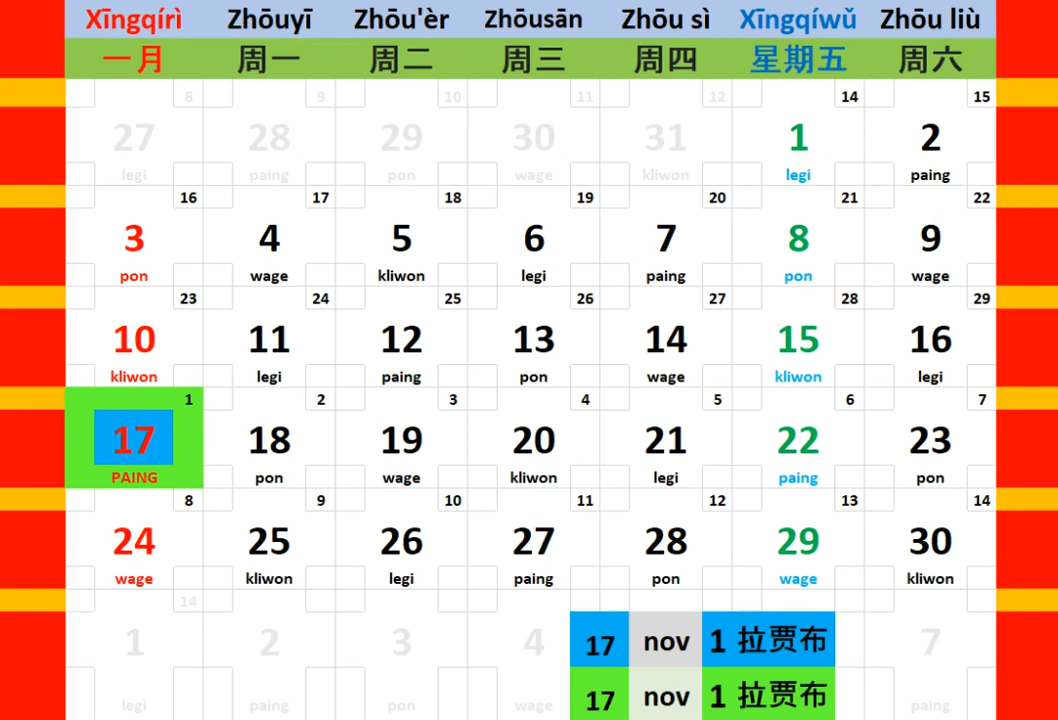 Xīngqírì Zhōuyī Zhōu'èr Zhōusān Zhōu sì Xīngqíwǔ Zhōu liù
一月 周一 周二 周三 周四 星期五 周六
8 9 10 11 12 14 15
27 28 29 30 31 1 2
legi paing pon wage kliwon legi paing
16 17 18 19 20 21 22
3 4 5 6 7 8 9
pon wage kliwon legi paing pon wage
23 24 25 26 27 28 29
10 11 12 13 14 15 16
kliwon legi paing pon wage kliwon legi
1 2 3 4 5 6 7
17 18 19 20 21 22 23
PAING pon wage kliwon legi paing pon
8 9 10 11 12 13 14
24 25 26 27 28 29 30
wage kliwon legi paing pon wage kliwon
14
1 2 3 4 17 nov 1 拉贾布 7
legi paing pon wage 17 nov 1 拉贾布 paing